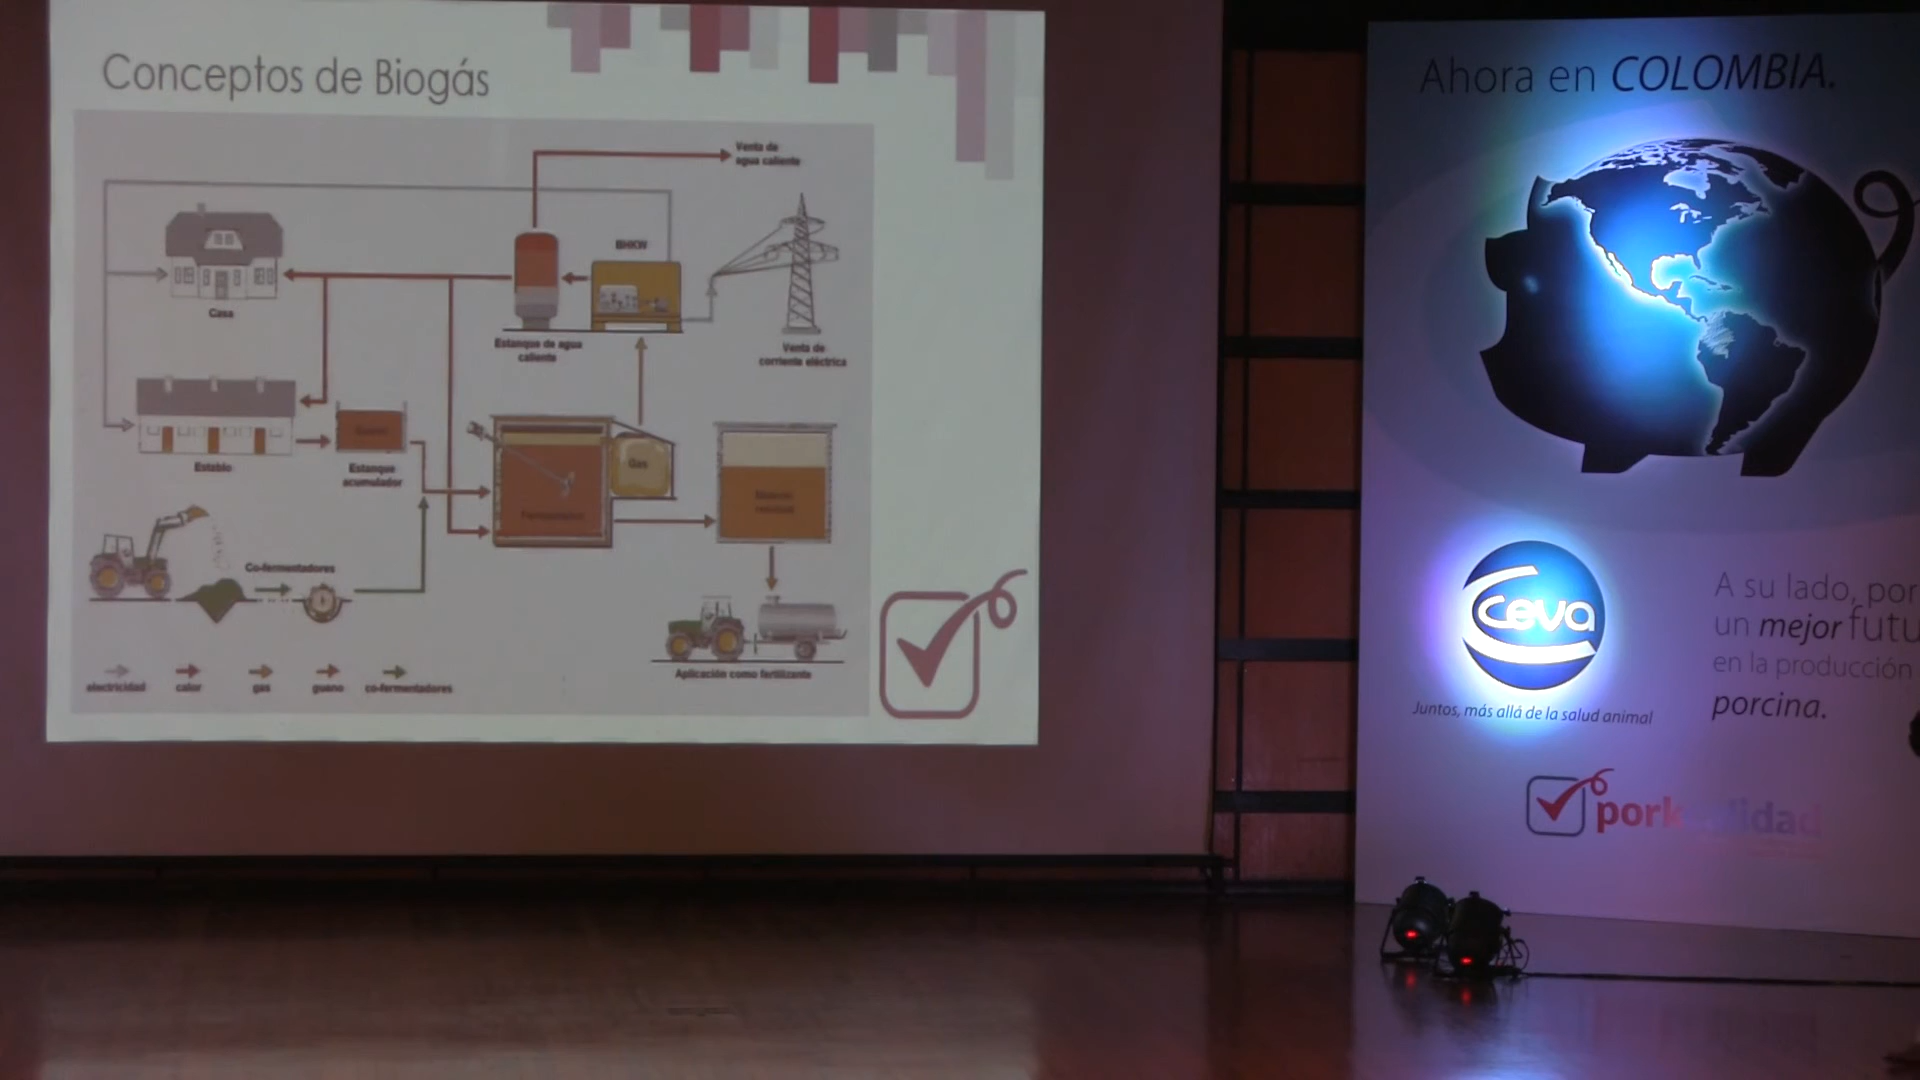 Conceptos de Biogás
Venta de
agua caliente
BHKW
Casa
Estanque de agua
caliente
Venta de
corriente eléctrica
Establo
Estanque
acumulador
Gas
Co-fermentadores
Aplicación como fertilizante
electricidad
calor
gas
guano
co-fermentadores
Ahora en COLOMBIA.
ceva
Juntos, más allá de la salud animal
A su lado, por
un mejor futu
en la producción
porcina.